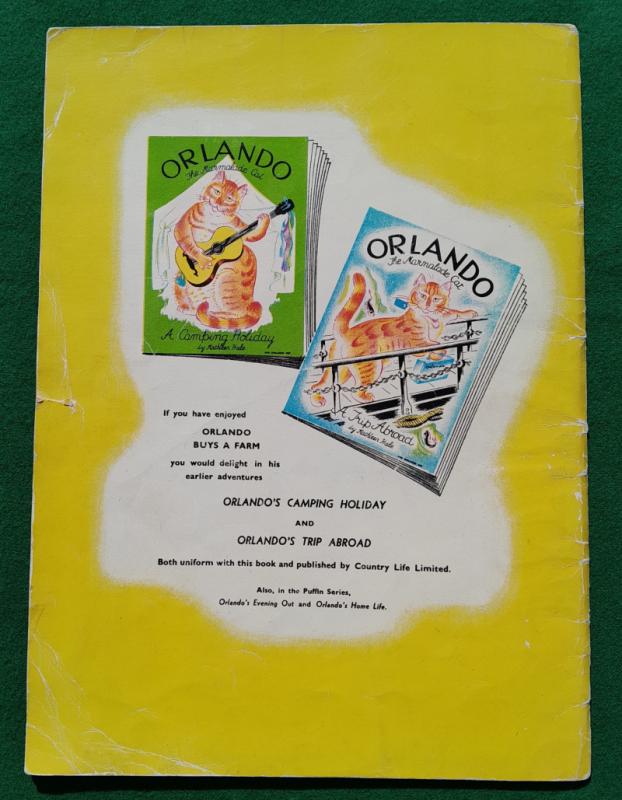 ORLANDO
The Marmalade Cat
A Camping Holiday
by Kathleen Hale
ORLANDO
The Marmalade Cat
A Trip Abroad
by Kathleen Hale
If you have enjoyed
ORLANDO
BUYS A FARM
you would delight in his
earlier adventures
ORLANDO'S CAMPING HOLIDAY
AND
ORLANDO'S TRIP ABROAD
Both uniform with this book and published by Country Life Limited.
Also, in the Puffin Series,
Orlando's Evening Out and Orlando's Home Life.